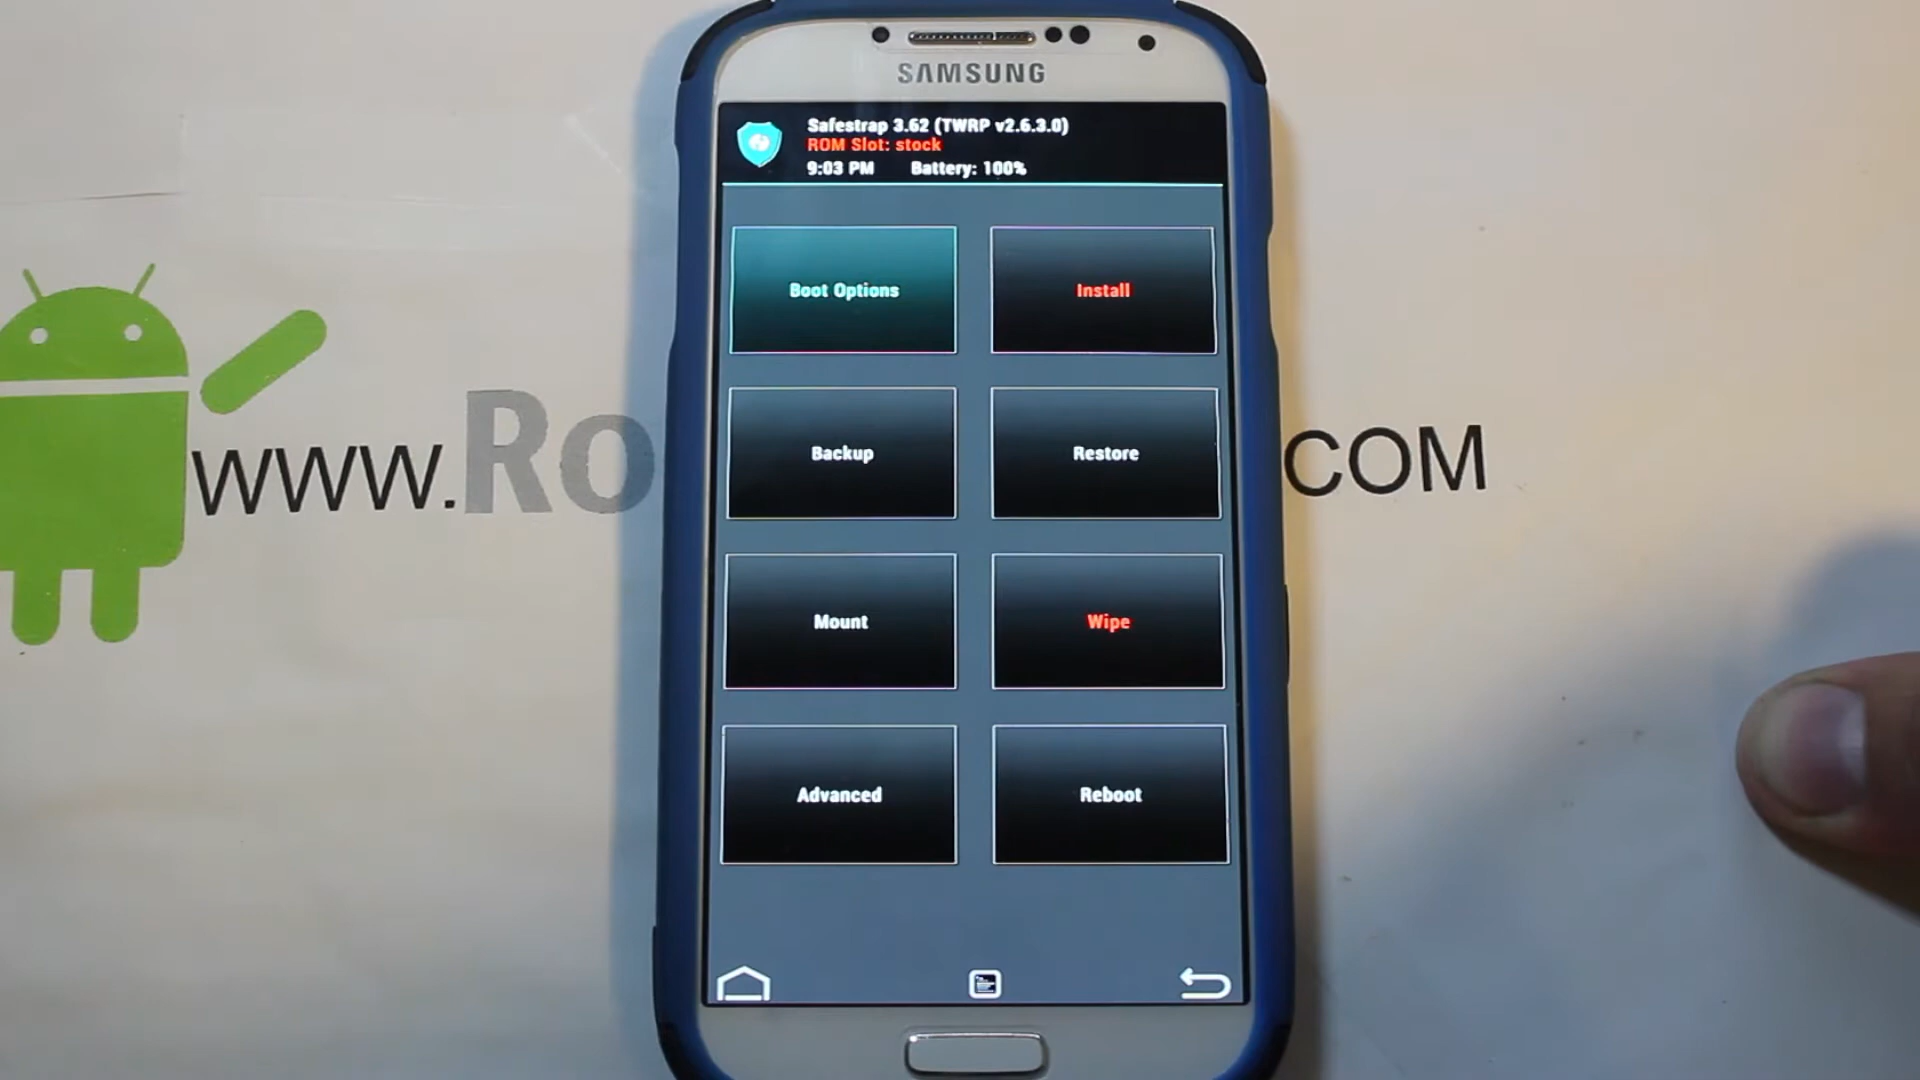 SAMSUNG
Safestrap 3.62 (TWRP v2.6.3.0)
ROM Slot: stock
9:03 PM Battery: 100%
Boot Options Install
Backup Restore
www.Ro COM
Mount Wipe
Advanced Reboot